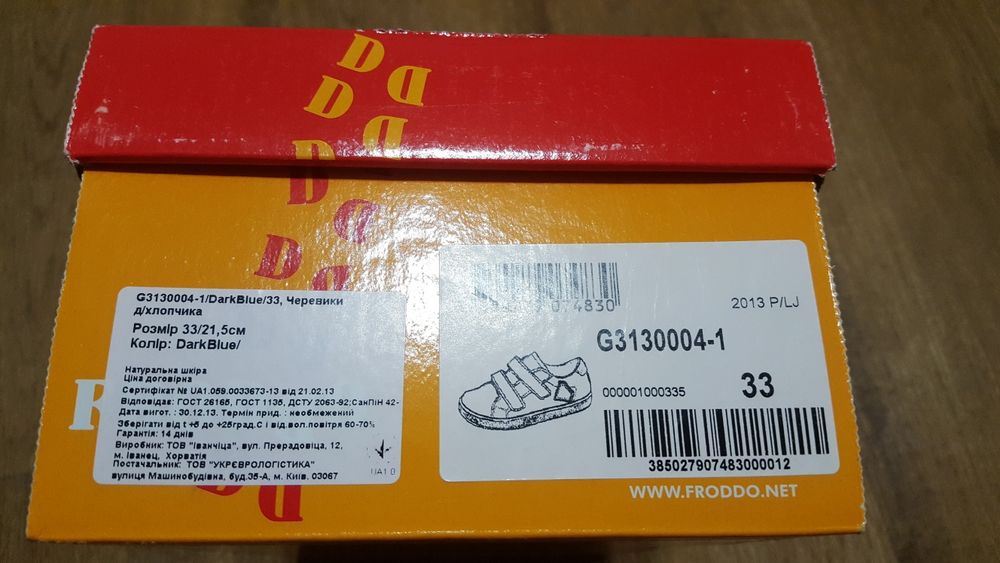 D
D
D
D
D
D
D
D
G3130004-1/DarkBlue/33, Черевики
д/хлопчика
Розмір 33/21,5см
Колір: DarkBlue/
Натуральна шкіра
Ціна договірна
Сертифікат № UA1.059.0033673-13 від 21.02.13
Відповідає: ГОСТ 26165, ГОСТ 1135, ДСТУ 2063-92;СанПіН 42-
Дата вигот. : 30.12.13. Термін прид. : необмежений
Зберігати від t +5 до +25град.С і від.вол.повітря 60-70%
Гарантія: 14 днів
Виробник: ТОВ "Іванчіца", вул. Прерадовіца, 12,
м. Іванец, Хорватія
Постачальник: ТОВ "УКРЄВРОЛОГІСТИКА"
вулиця Машинобудівна, буд.35-А, м. Київ, 03067
074830
2013 P/LJ
G3130004-1
000001000335
33
385027907483000012
WWW.FRODDO.NET